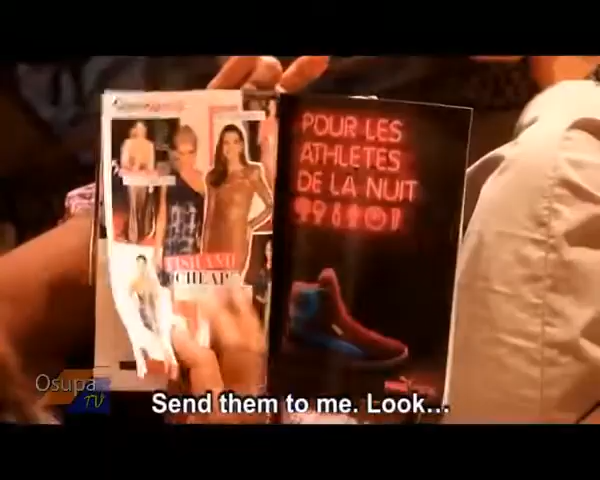 POUR LES
ATHLETES
DE LA NUIT
CHEAP
Osupa
TV
Send them to me. Look...